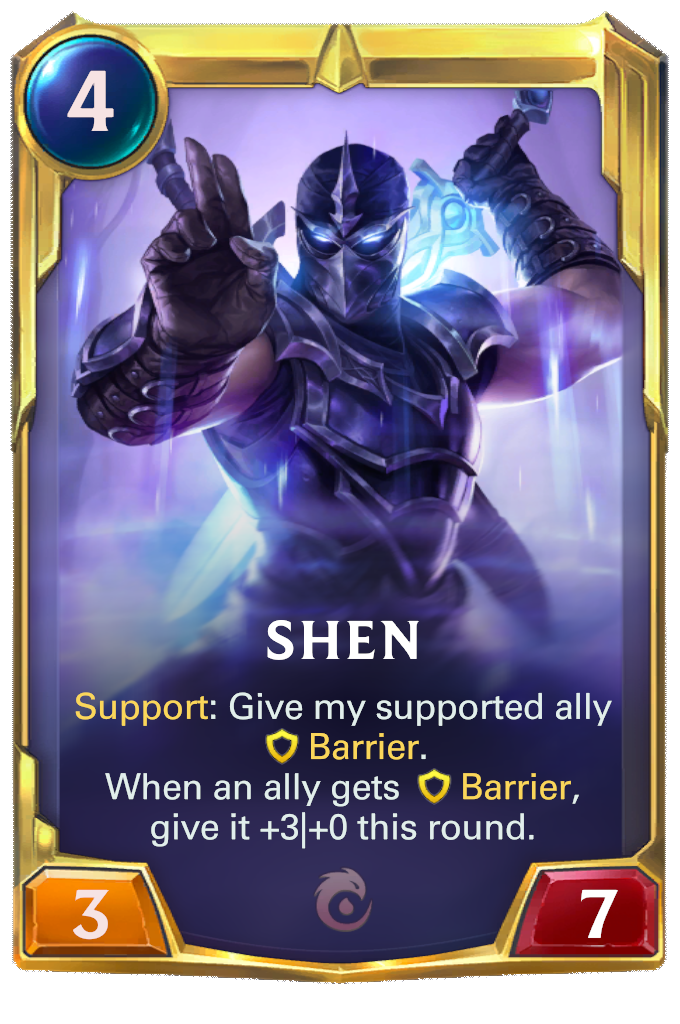 4
SHEN
Support: Give my supported ally
Barrier.
When an ally gets Barrier,
give it +3|+0 this round.
3
7